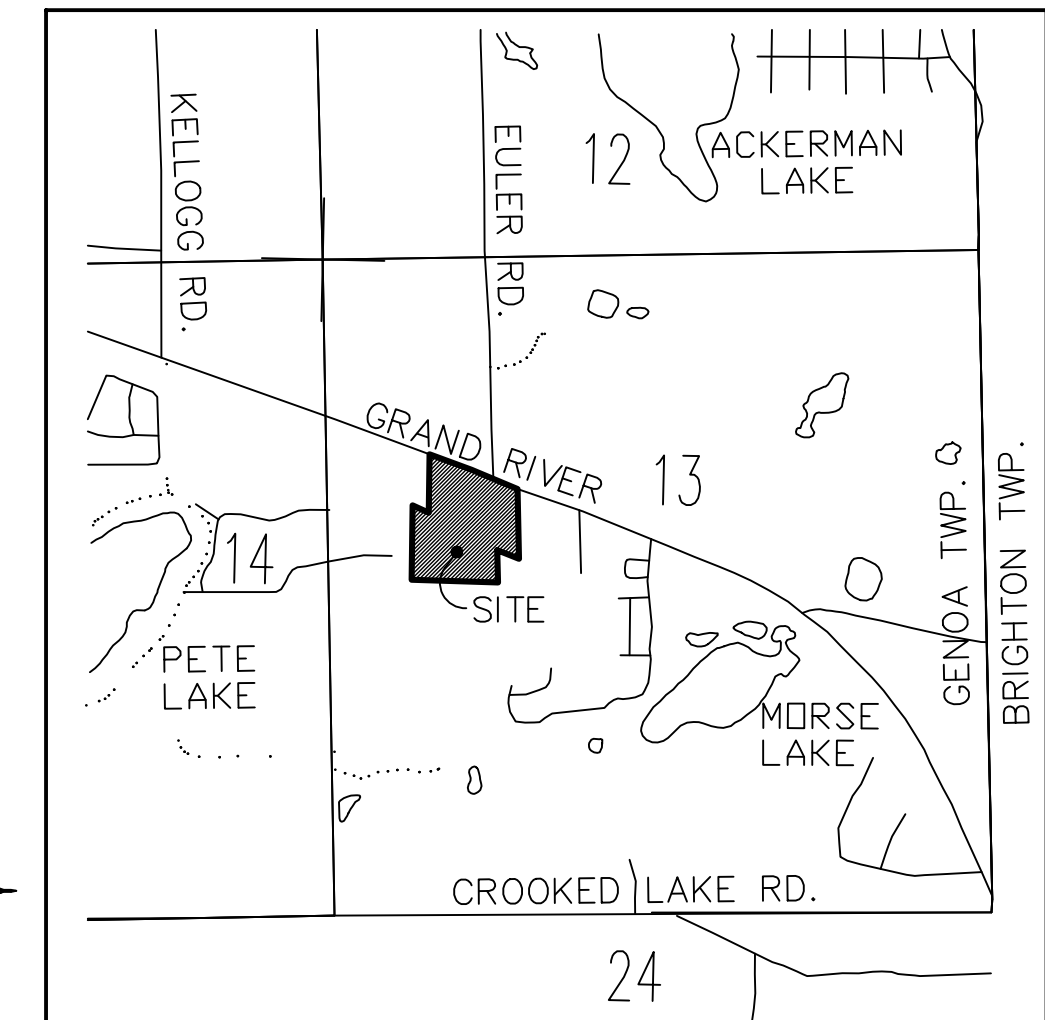 KELLOGG RD.
EULER RD.
12
ACKERMAN
LAKE
GRAND RIVER
13
14
SITE
GENOA TWP.
BRIGHTON TWP.
PETE
LAKE
MORSE
LAKE
CROOKED LAKE RD.
24